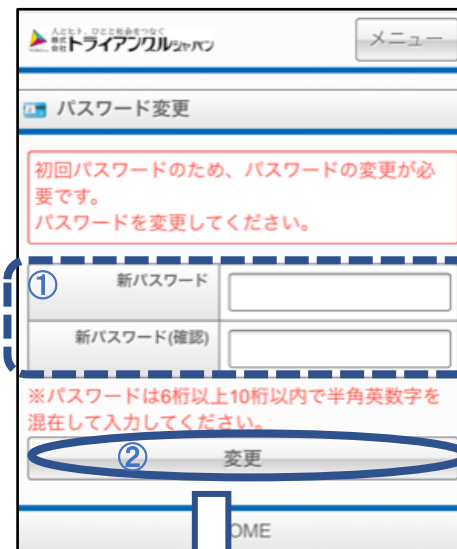 人とヒト、ひとと社会をつなぐ
株式会社トライアングルジャパン
メニュー
パスワード変更
初回パスワードのため、パスワードの変更が必
要です。
パスワードを変更してください。
① 新パスワード
新パスワード(確認)
※パスワードは6桁以上10桁以内で半角英数字を
混在して入力してください。
② 変更
OME